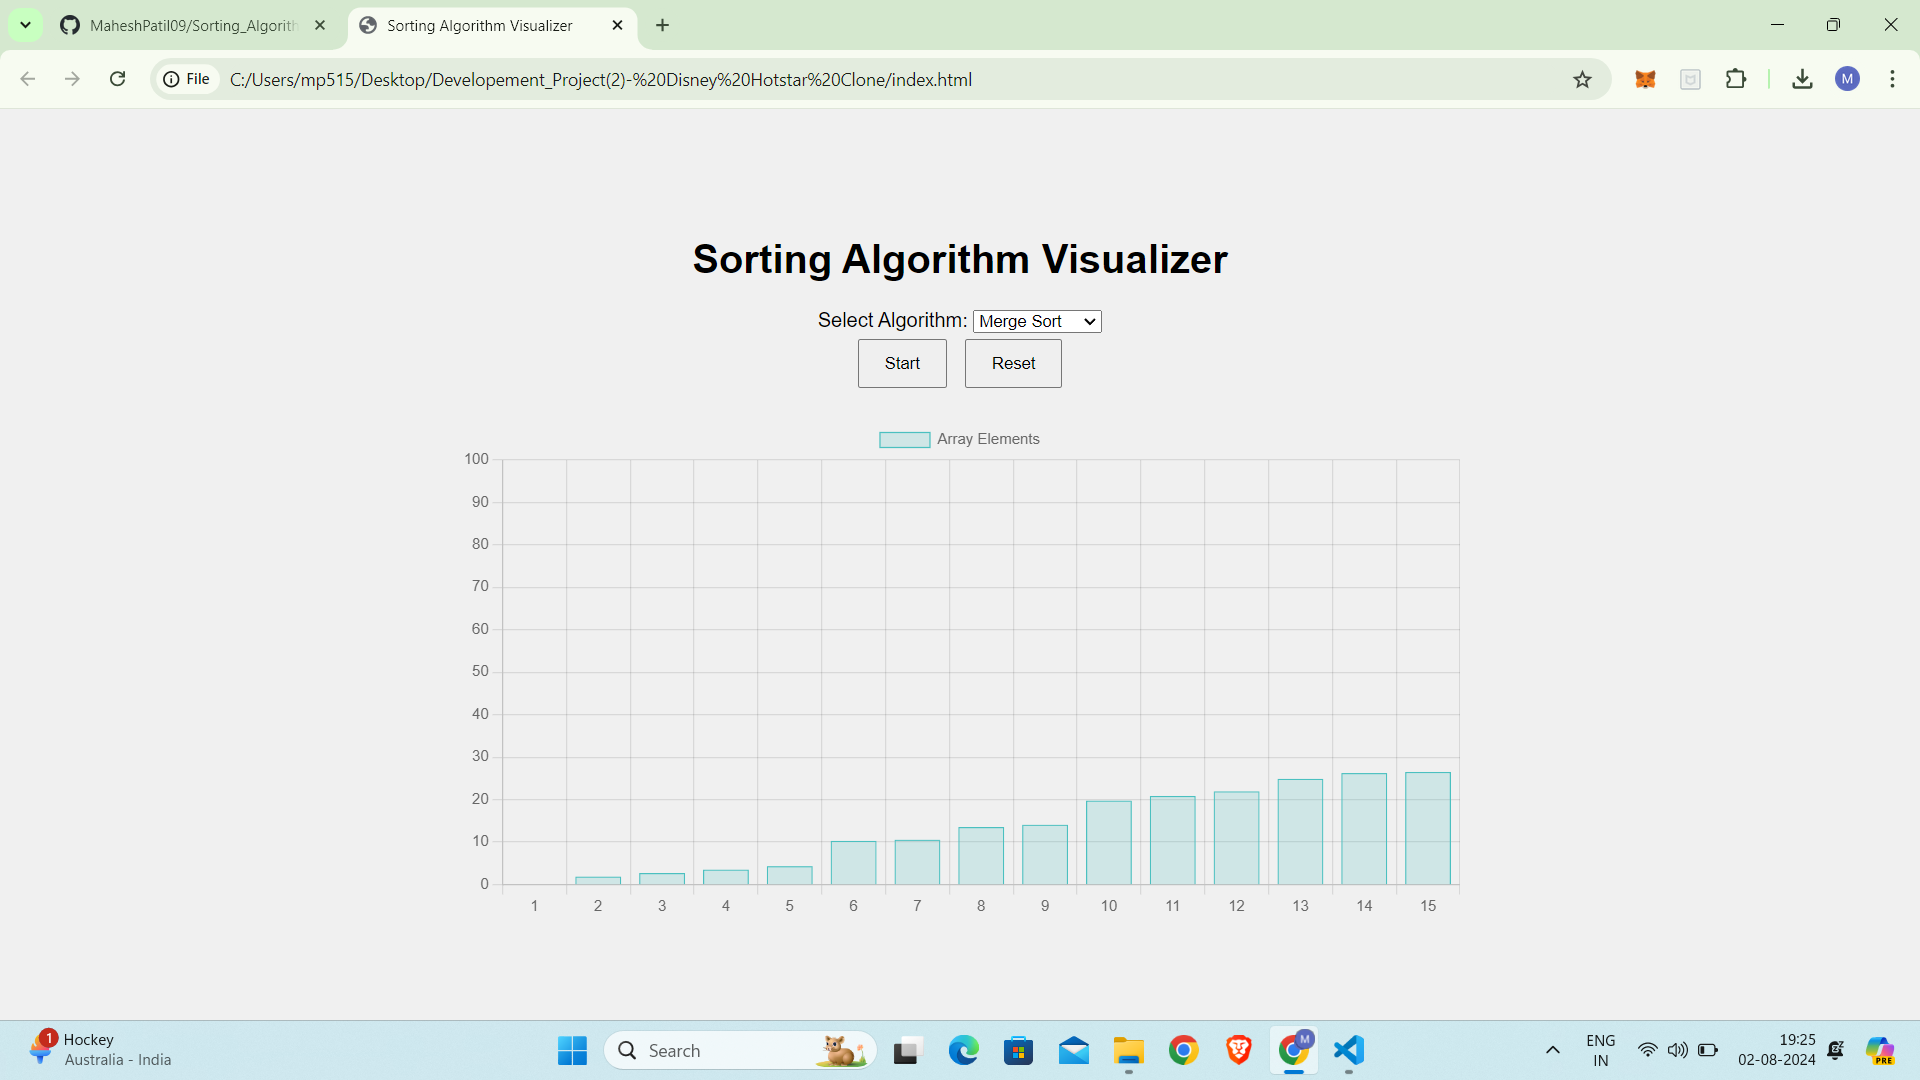 MaheshPatil09/Sorting_Algorith
Sorting Algorithm Visualizer
File
C:/Users/mp515/Desktop/Developement_Project(2)-%20Disney%20Hotstar%20Clone/index.html
M
Sorting Algorithm Visualizer
Select Algorithm: Merge Sort
Start Reset
Array Elements
100
90
80
70
60
50
40
30
20
10
0
1 2 3 4 5 6 7 8 9 10 11 12 13 14 15
1
Hockey
Australia - India
Search
M
ENG
IN
19:25
02-08-2024
PRE